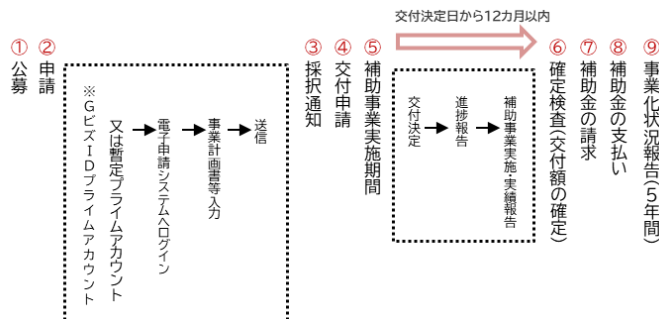 交付決定日から12カ月以内
①公募
②申請
※GビズIDプライムアカウント
又は暫定プライムアカウント
電子申請システムへログイン
事業計画書等入力
送信
③採択通知
④交付申請
⑤補助事業実施期間
交付決定
進捗報告
補助事業実施・実績報告
⑥確定検査(交付額の確定)
⑦補助金の請求
⑧補助金の支払い
⑨事業化状況報告(5年間)